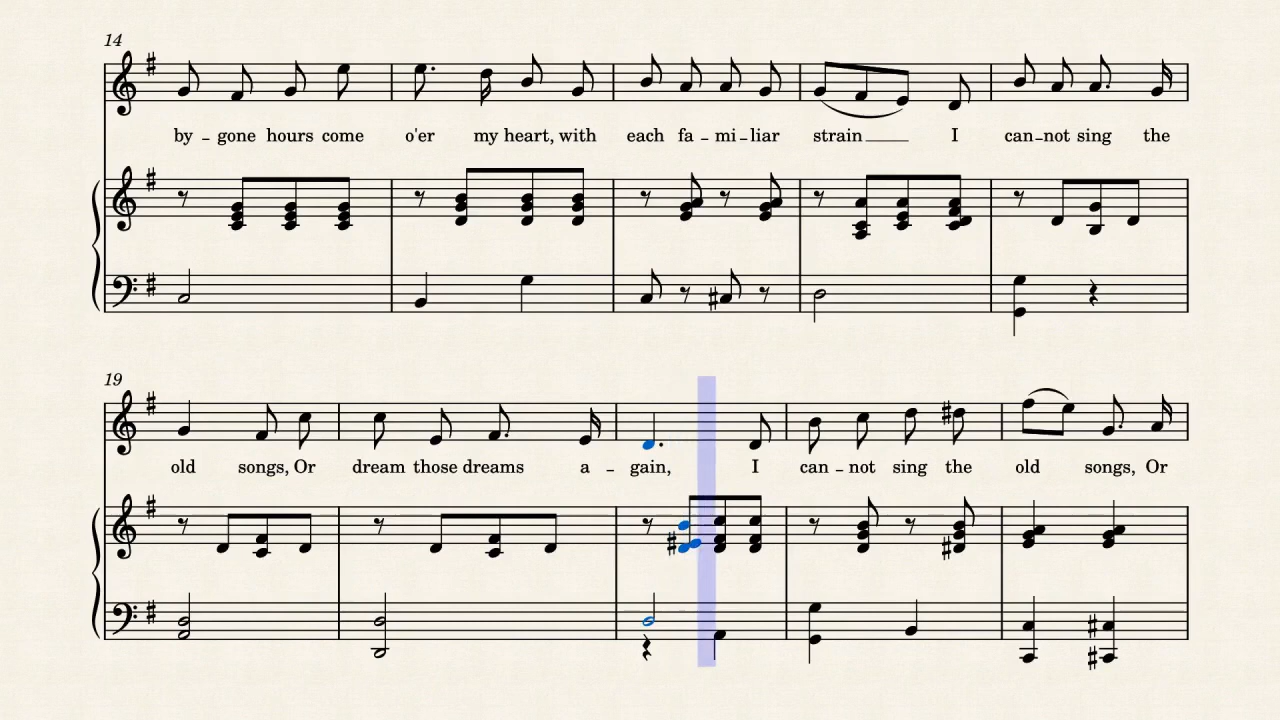 14
by – gone hours come o'er my heart, with each fa – mi – liar strain I can – not sing the
19
old songs, Or dream those dreams a – gain, I can – not sing the old songs, Or